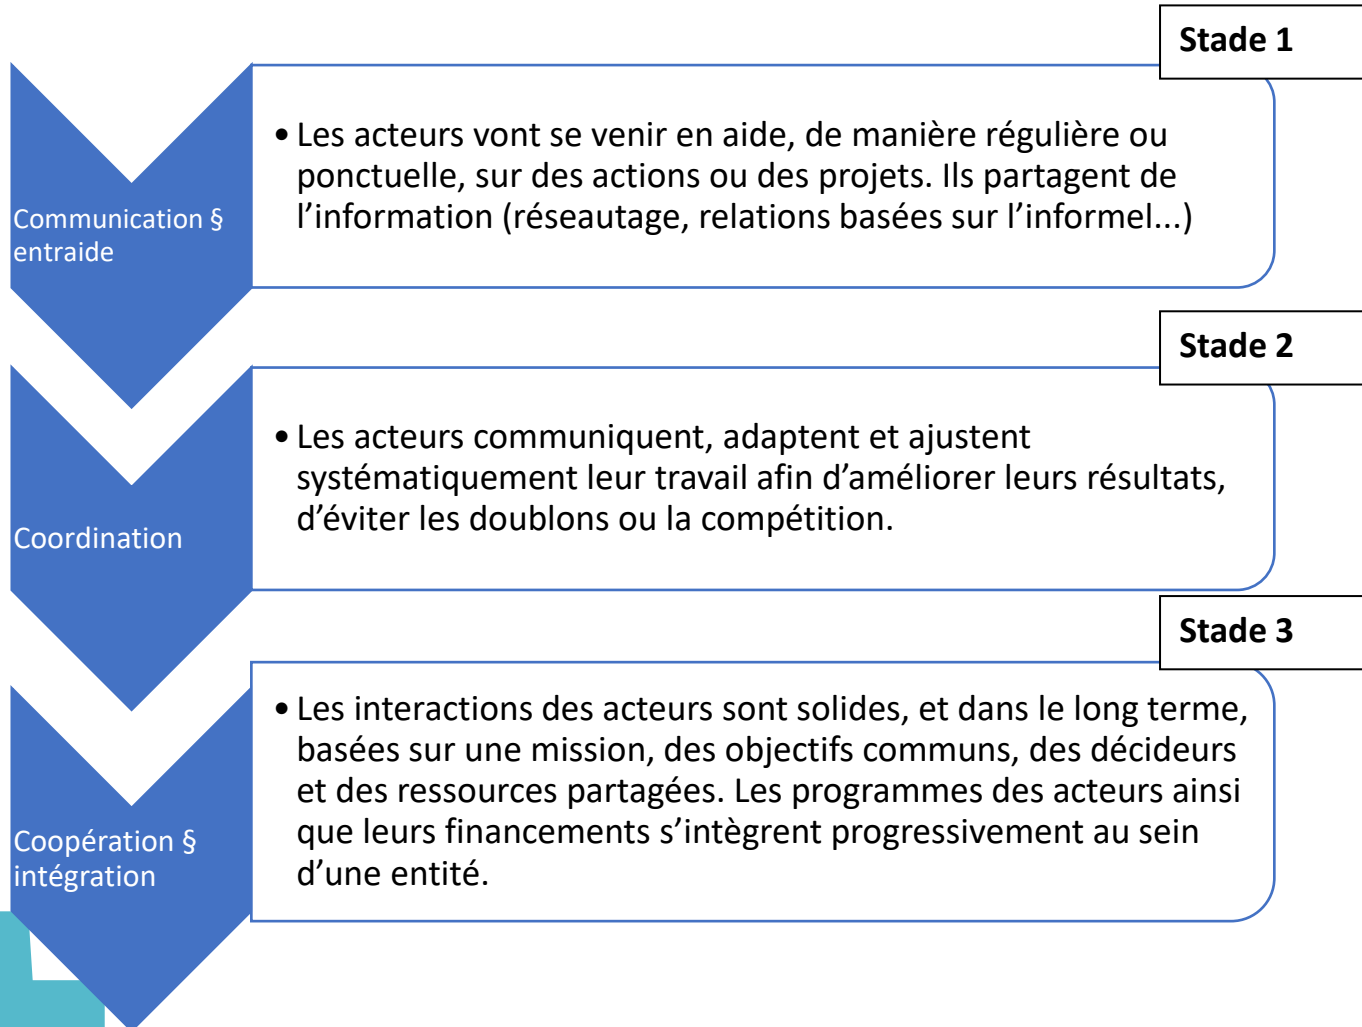 Stade 1
Communication §
entraide
• Les acteurs vont se venir en aide, de manière régulière ou
ponctuelle, sur des actions ou des projets. Ils partagent de
l’information (réseautage, relations basées sur l’informel...)
Stade 2
Coordination
• Les acteurs communiquent, adaptent et ajustent
systématiquement leur travail afin d’améliorer leurs résultats,
d’éviter les doublons ou la compétition.
Stade 3
Coopération §
intégration
• Les interactions des acteurs sont solides, et dans le long terme,
basées sur une mission, des objectifs communs, des décideurs
et des ressources partagées. Les programmes des acteurs ainsi
que leurs financements s’intègrent progressivement au sein
d’une entité.